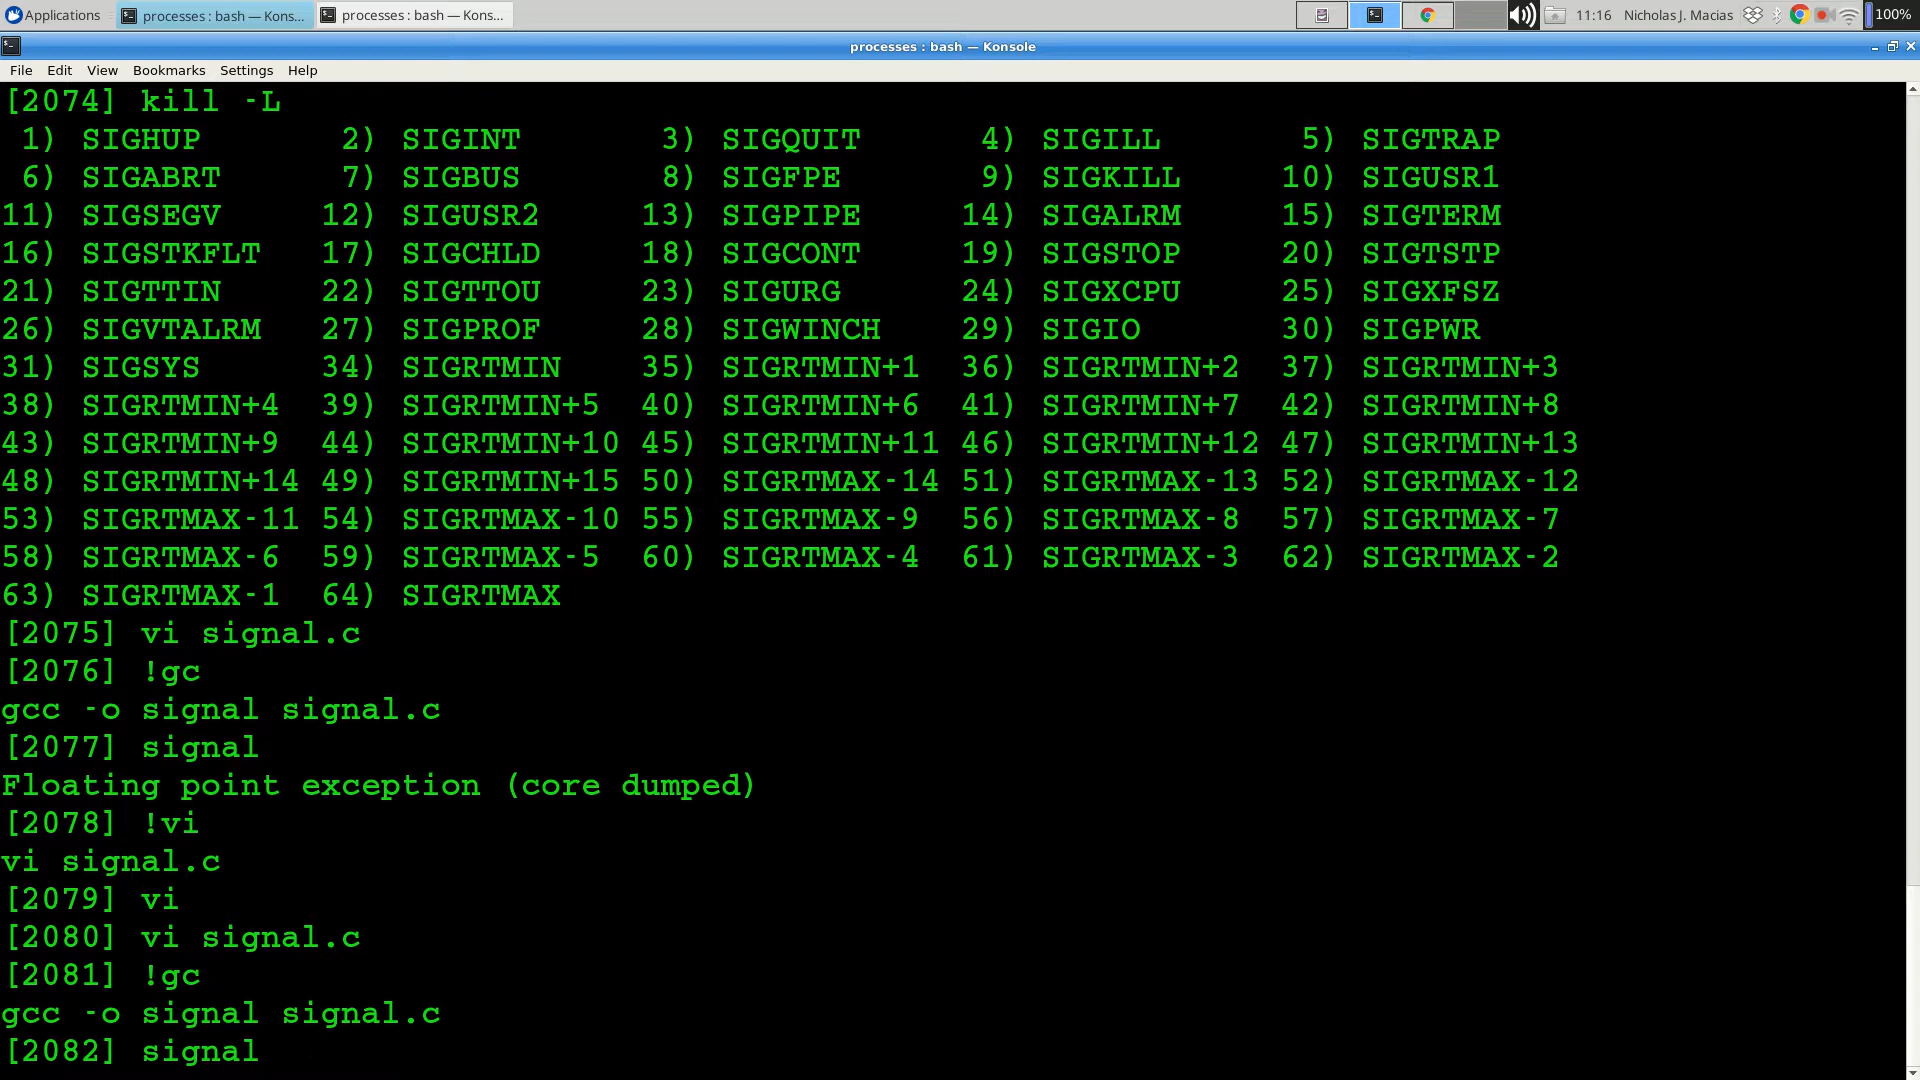 Applications processes : bash — Kons... processes : bash — Kons... 11:16 Nicholas J. Macias 100%
processes : bash — Konsole
File Edit View Bookmarks Settings Help
[2074] kill -L
1) SIGHUP 2) SIGINT 3) SIGQUIT 4) SIGILL 5) SIGTRAP
6) SIGABRT 7) SIGBUS 8) SIGFPE 9) SIGKILL 10) SIGUSR1
11) SIGSEGV 12) SIGUSR2 13) SIGPIPE 14) SIGALRM 15) SIGTERM
16) SIGSTKFLT 17) SIGCHLD 18) SIGCONT 19) SIGSTOP 20) SIGTSTP
21) SIGTTIN 22) SIGTTOU 23) SIGURG 24) SIGXCPU 25) SIGXFSZ
26) SIGVTALRM 27) SIGPROF 28) SIGWINCH 29) SIGIO 30) SIGPWR
31) SIGSYS 34) SIGRTMIN 35) SIGRTMIN+1 36) SIGRTMIN+2 37) SIGRTMIN+3
38) SIGRTMIN+4 39) SIGRTMIN+5 40) SIGRTMIN+6 41) SIGRTMIN+7 42) SIGRTMIN+8
43) SIGRTMIN+9 44) SIGRTMIN+10 45) SIGRTMIN+11 46) SIGRTMIN+12 47) SIGRTMIN+13
48) SIGRTMIN+14 49) SIGRTMIN+15 50) SIGRTMAX-14 51) SIGRTMAX-13 52) SIGRTMAX-12
53) SIGRTMAX-11 54) SIGRTMAX-10 55) SIGRTMAX-9 56) SIGRTMAX-8 57) SIGRTMAX-7
58) SIGRTMAX-6 59) SIGRTMAX-5 60) SIGRTMAX-4 61) SIGRTMAX-3 62) SIGRTMAX-2
63) SIGRTMAX-1 64) SIGRTMAX
[2075] vi signal.c
[2076] !gc
gcc -o signal signal.c
[2077] signal
Floating point exception (core dumped)
[2078] !vi
vi signal.c
[2079] vi
[2080] vi signal.c
[2081] !gc
gcc -o signal signal.c
[2082] signal